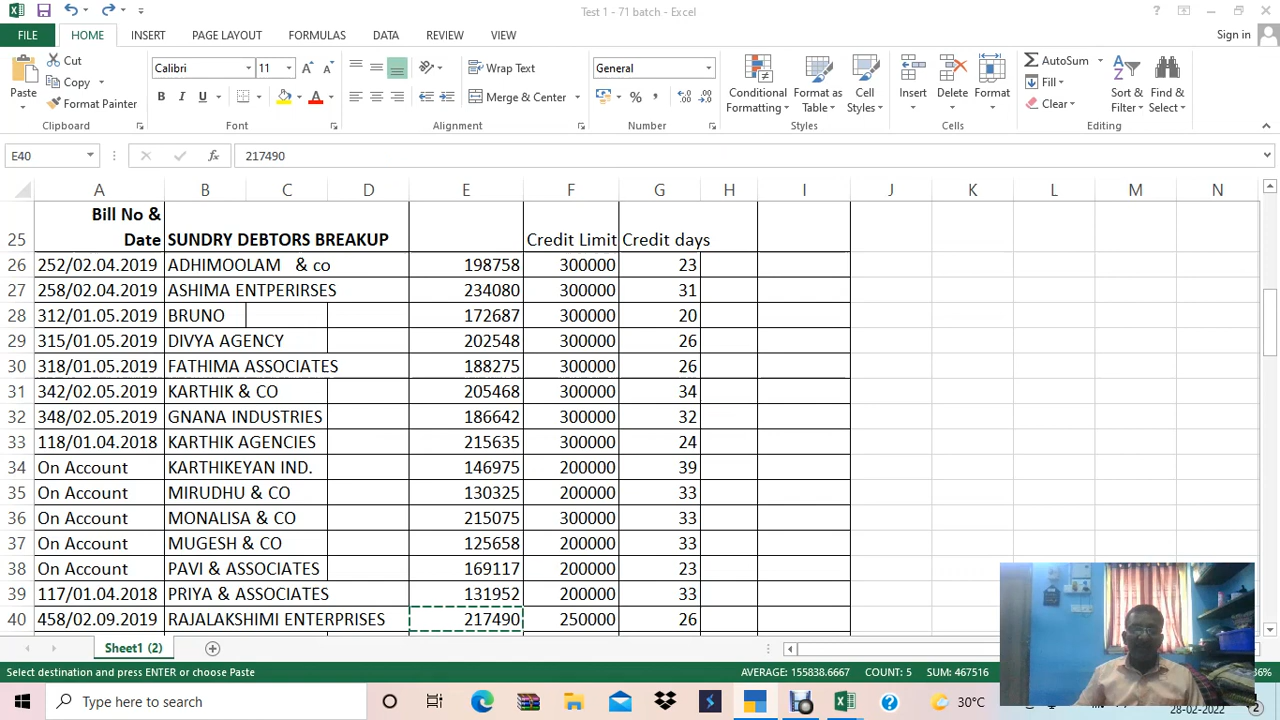 Test 1 - 71 batch - Excel
FILE HOME INSERT PAGE LAYOUT FORMULAS DATA REVIEW VIEW Sign in
Cut
Copy
Format Painter
Paste
Clipboard
Calibri 11
B I U
Font
Wrap Text
Merge & Center
Alignment
General
Number
Conditional Formatting
Format as Table
Cell Styles
Styles
Insert Delete Format
Cells
AutoSum
Fill
Clear
Sort & Filter
Find & Select
Editing
E40 217490
A B C D E F G H I J K L M N
25 Bill No & Date SUNDRY DEBTORS BREAKUP Credit Limit Credit days
26 252/02.04.2019 ADHIMOOLAM & co 198758 300000 23
27 258/02.04.2019 ASHIMA ENTPERIRSES 234080 300000 31
28 312/01.05.2019 BRUNO 172687 300000 20
29 315/01.05.2019 DIVYA AGENCY 202548 300000 26
30 318/01.05.2019 FATHIMA ASSOCIATES 188275 300000 26
31 342/02.05.2019 KARTHIK & CO 205468 300000 34
32 348/02.05.2019 GNANA INDUSTRIES 186642 300000 32
33 118/01.04.2018 KARTHIK AGENCIES 215635 300000 24
34 On Account KARTHIKEYAN IND. 146975 200000 39
35 On Account MIRUDHU & CO 130325 200000 33
36 On Account MONALISA & CO 215075 300000 33
37 On Account MUGESH & CO 125658 200000 33
38 On Account PAVI & ASSOCIATES 169117 200000 23
39 117/01.04.2018 PRIYA & ASSOCIATES 131952 200000 33
40 458/02.09.2019 RAJALAKSHIMI ENTERPRISES 217490 250000 26
Sheet1 (2)
Select destination and press ENTER or choose Paste AVERAGE: 155838.6667 COUNT: 5 SUM: 467516
Type here to search 30°C 28-02-2022